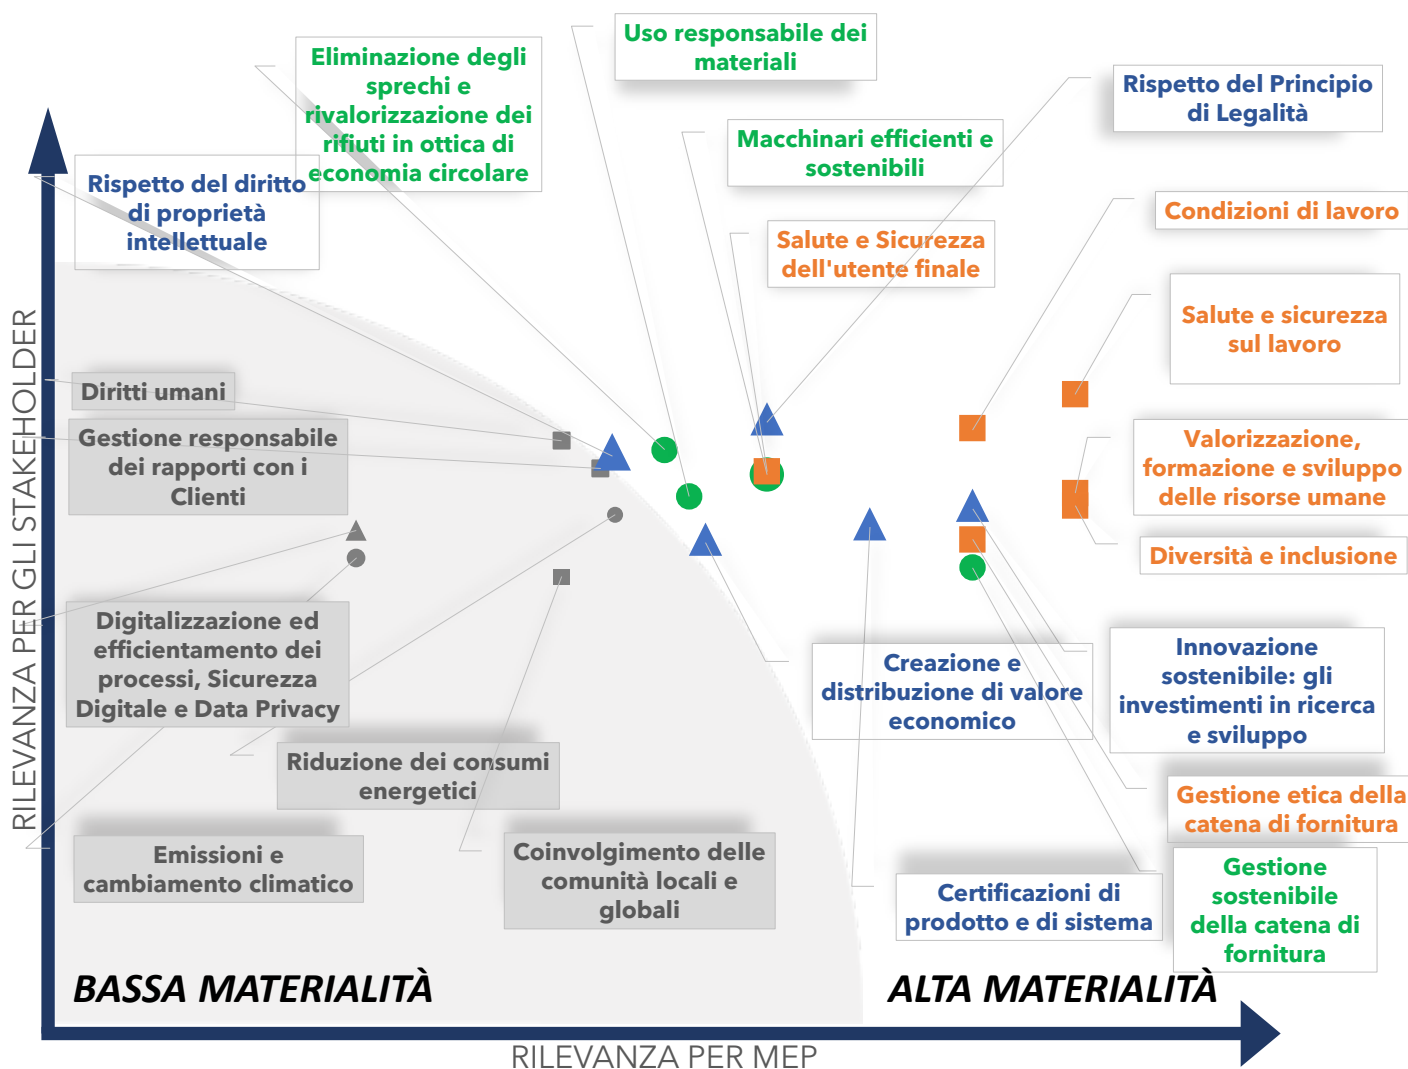 Uso responsabile dei
materiali
Eliminazione degli
sprechi e
rivalorizzazione dei
rifiuti in ottica di
economia circolare
Rispetto del Principio
di Legalità
Macchinari efficienti e
sostenibili
Rispetto del diritto
di proprietà
intellettuale
Condizioni di lavoro
Salute e Sicurezza
dell'utente finale
Salute e sicurezza
sul lavoro
Diritti umani
Gestione responsabile
dei rapporti con i
Clienti
Valorizzazione,
formazione e sviluppo
delle risorse umane
Diversità e inclusione
RILEVANZA PER GLI STAKEHOLDER
Digitalizzazione ed
efficientamento dei
processi, Sicurezza
Digitale e Data Privacy
Creazione e
distribuzione di valore
economico
Innovazione
sostenibile: gli
investimenti in ricerca
e sviluppo
Riduzione dei consumi
energetici
Gestione etica della
catena di fornitura
Emissioni e
cambiamento climatico
Coinvolgimento delle
comunità locali e
globali
Certificazioni di
prodotto e di sistema
Gestione
sostenibile
della catena di
fornitura
BASSA MATERIALITÀ
ALTA MATERIALITÀ
RILEVANZA PER MEP